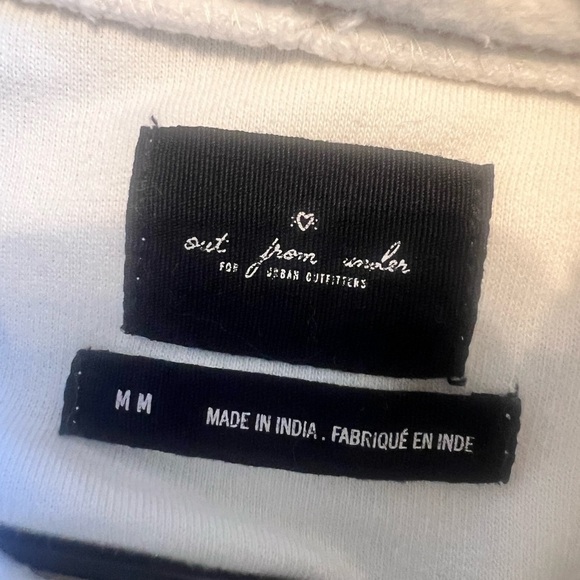 out from under
FOR URBAN OUTFITTERS
M M MADE IN INDIA . FABRIQUÉ EN INDE